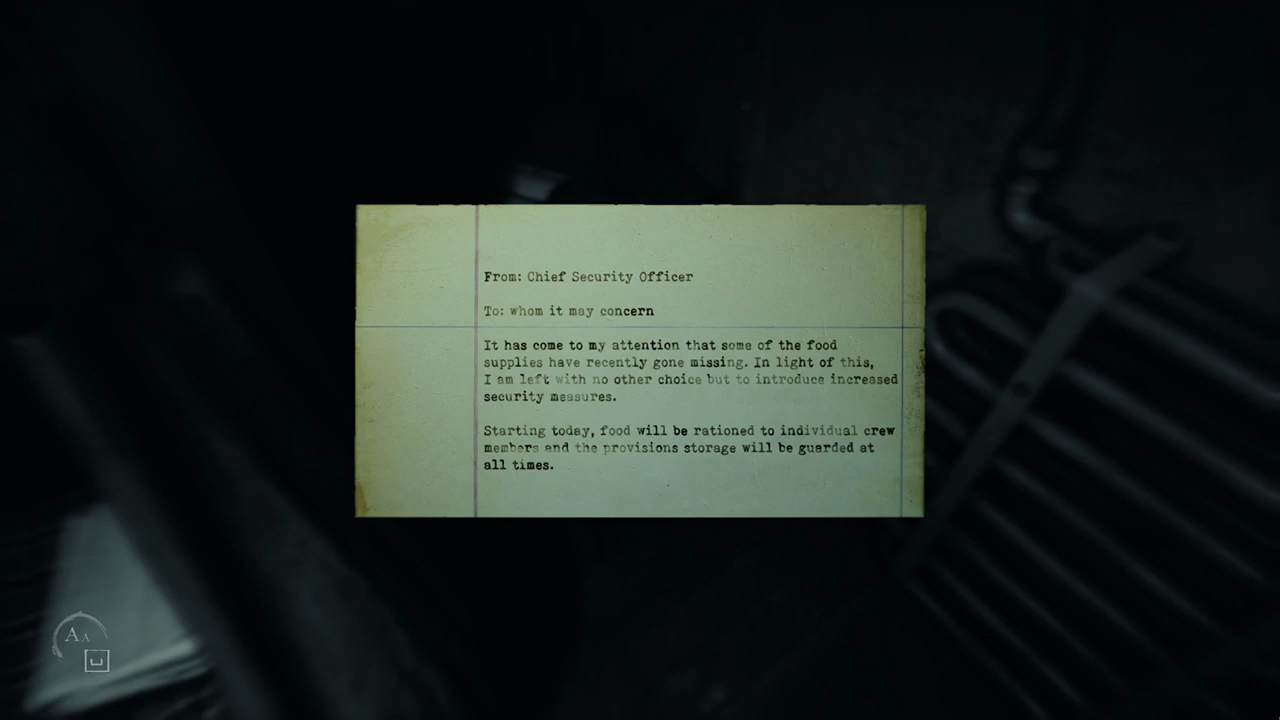 From: Chief Security Officer
To: whom it may concern
It has come to my attention that some of the food
supplies have recently gone missing. In light of this,
I am left with no other choice but to introduce increased
security measures.
Starting today, food will be rationed to individual crew
members and the provisions storage will be guarded at
all times.
AA